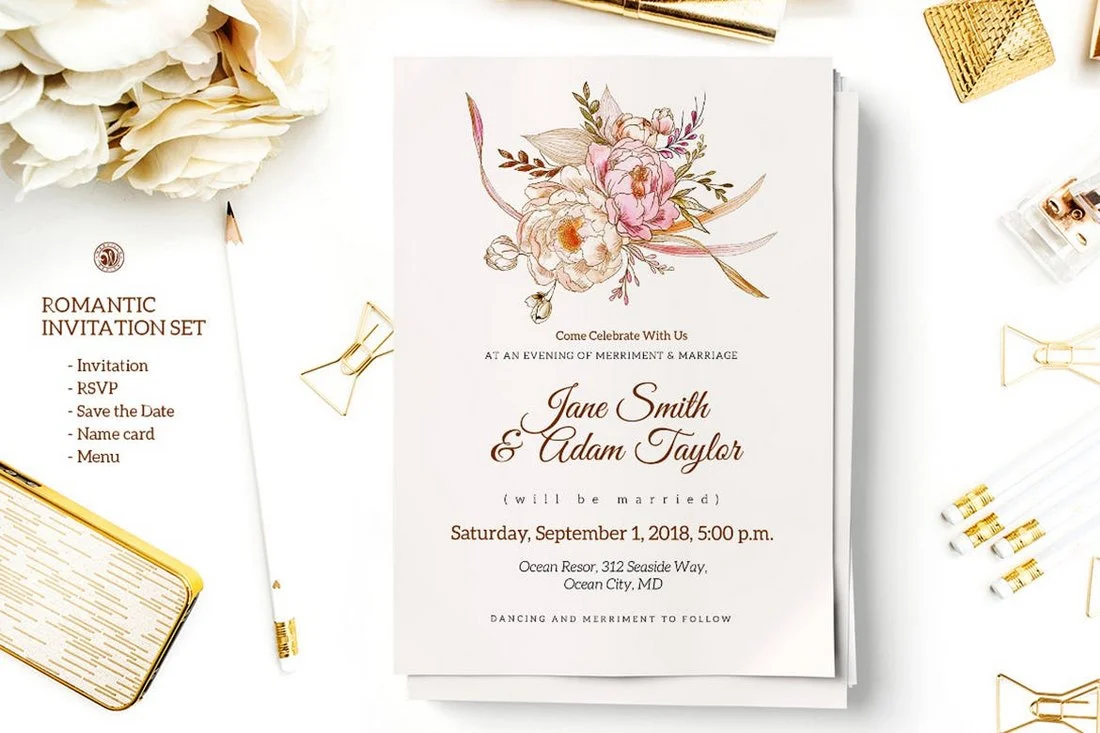 ROMANTIC
INVITATION SET
- Invitation
- RSVP
- Save the Date
- Name card
- Menu
Come Celebrate With Us
AT AN EVENING OF MERRIMENT & MARRIAGE
Jane Smith
& Adam Taylor
(will be married)
Saturday, September 1, 2018, 5:00 p.m.
Ocean Resor, 312 Seaside Way,
Ocean City, MD
DANCING AND MERRIMENT TO FOLLOW